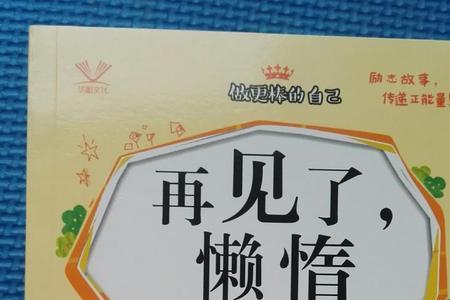 做更棒的自己
励志故事，
传递正能量！
再见了，
懒惰